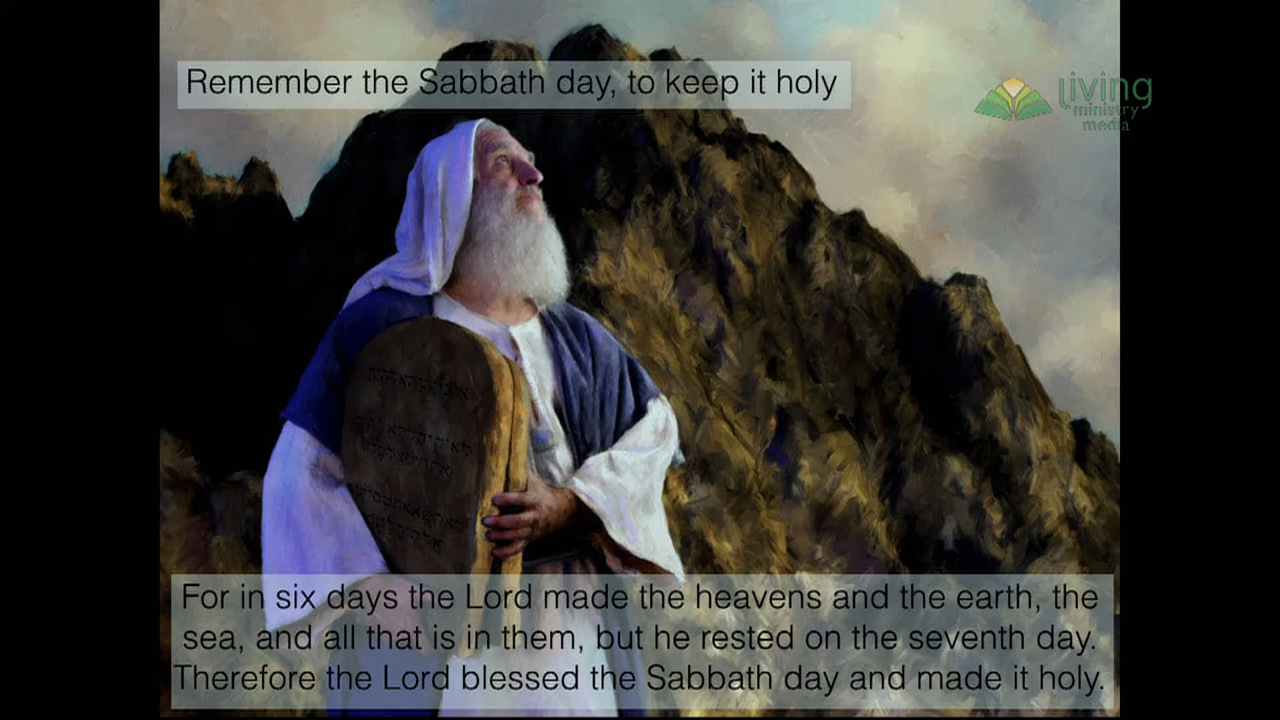 Remember the Sabbath day, to keep it holy
living
ministry
media
For in six days the Lord made the heavens and the earth, the
sea, and all that is in them, but he rested on the seventh day.
Therefore the Lord blessed the Sabbath day and made it holy.